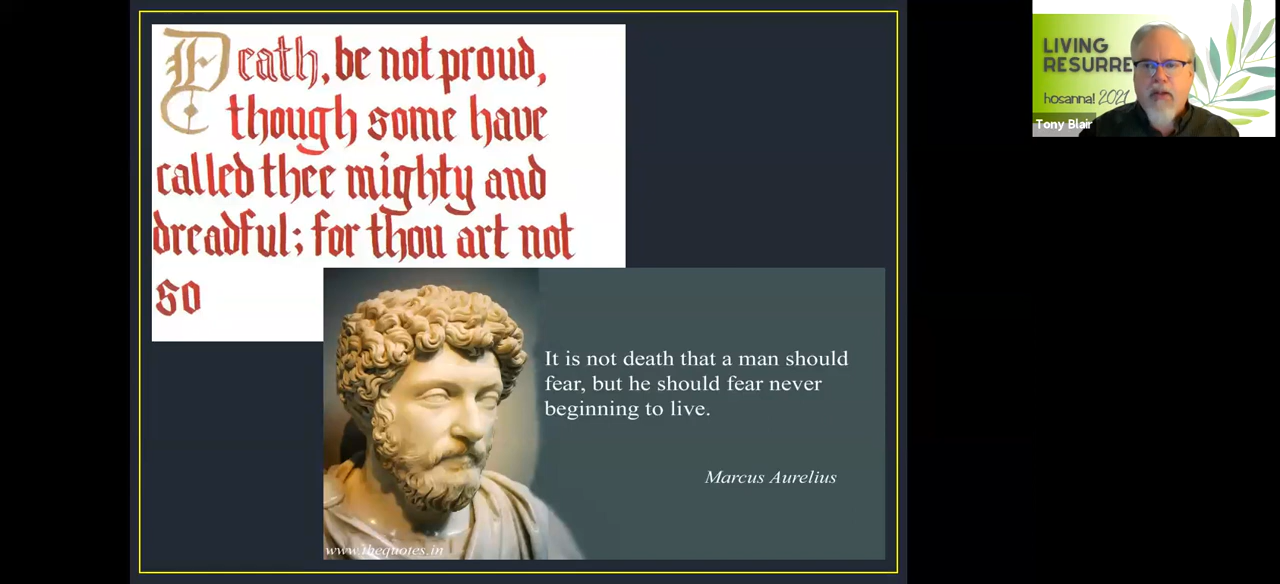 Death, be not proud,
though some have
called thee mighty and
dreadful; for thou art not
so
It is not death that a man should
fear, but he should fear never
beginning to live.
Marcus Aurelius
www.thequotes.in
LIVING
RESURRE
hosanna! 2021
Tony Blair